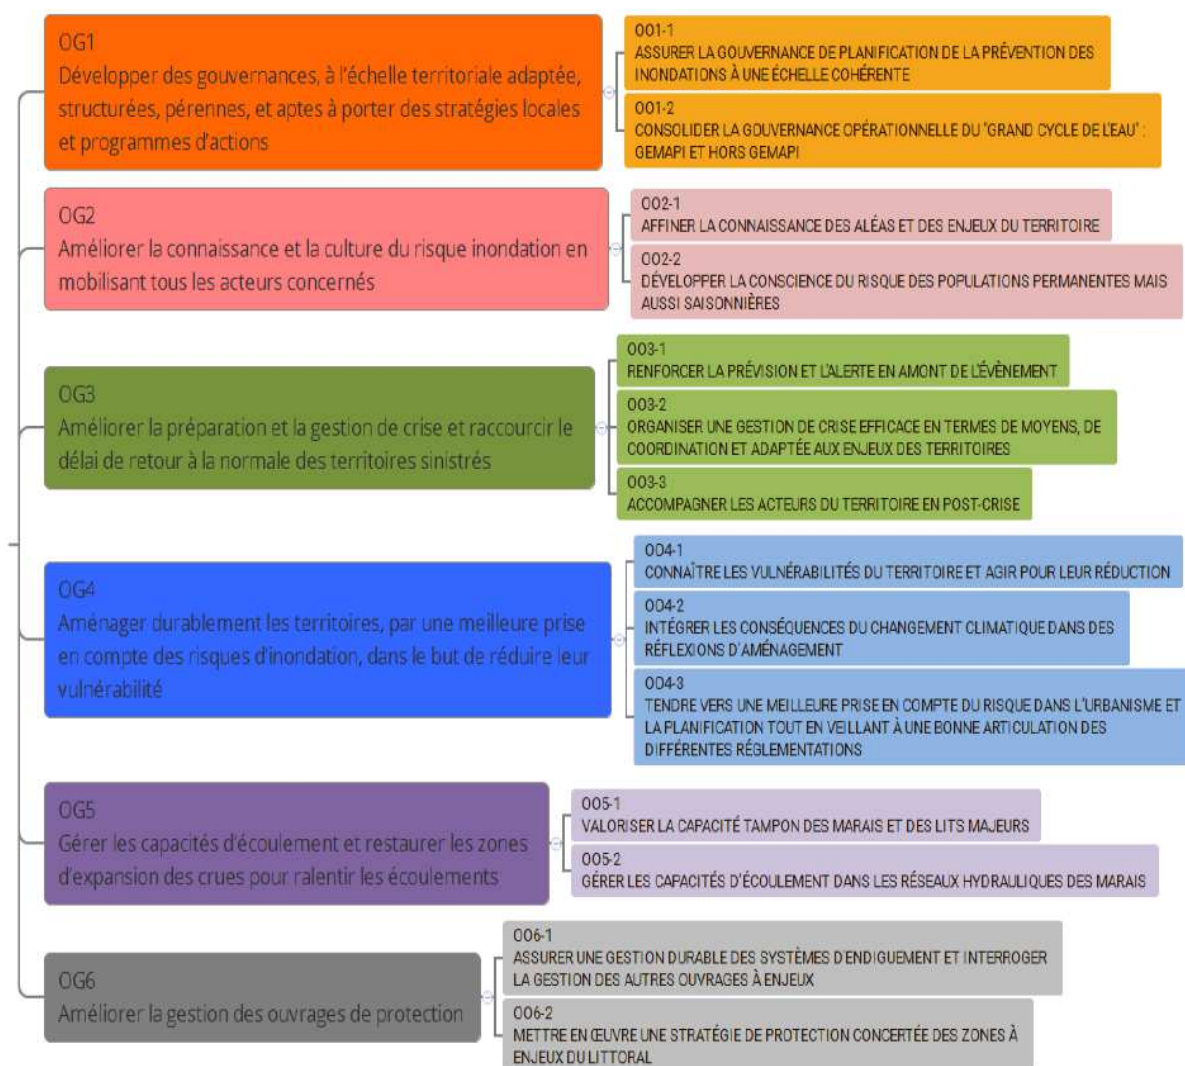 OG1
Développer des gouvernances, à l'échelle territoriale adaptée,
structurées, pérennes, et aptes à porter des stratégies locales
et programmes d'actions
OO1-1
ASSURER LA GOUVERNANCE DE PLANIFICATION DE LA PRÉVENTION DES
INONDATIONS À UNE ÉCHELLE COHÉRENTE
OO1-2
CONSOLIDER LA GOUVERNANCE OPÉRATIONNELLE DU "GRAND CYCLE DE L'EAU" :
GEMAPI ET HORS GEMAPI
OG2
Améliorer la connaissance et la culture du risque inondation en
mobilisant tous les acteurs concernés
OO2-1
AFFINER LA CONNAISSANCE DES ALÉAS ET DES ENJEUX DU TERRITOIRE
OO2-2
DÉVELOPPER LA CONSCIENCE DU RISQUE DES POPULATIONS PERMANENTES MAIS
AUSSI SAISONNIÈRES
OG3
Améliorer la préparation et la gestion de crise et raccourcir le
délai de retour à la normale des territoires sinistrés
OO3-1
RENFORCER LA PRÉVISION ET L'ALERTE EN AMONT DE L'ÉVÈNEMENT
OO3-2
ORGANISER UNE GESTION DE CRISE EFFICACE EN TERMES DE MOYENS, DE
COORDINATION ET ADAPTÉE AUX ENJEUX DES TERRITOIRES
OO3-3
ACCOMPAGNER LES ACTEURS DU TERRITOIRE EN POST-CRISE
OG4
Aménager durablement les territoires, par une meilleure prise
en compte des risques d'inondation, dans le but de réduire leur
vulnérabilité
OO4-1
CONNAÎTRE LES VULNÉRABILITÉS DU TERRITOIRE ET AGIR POUR LEUR RÉDUCTION
OO4-2
INTÉGRER LES CONSÉQUENCES DU CHANGEMENT CLIMATIQUE DANS DES
RÉFLEXIONS D'AMÉNAGEMENT
OO4-3
TENDRE VERS UNE MEILLEURE PRISE EN COMPTE DU RISQUE DANS L'URBANISME ET
LA PLANIFICATION TOUT EN VEILLANT À UNE BONNE ARTICULATION DES
DIFFÉRENTES RÉGLEMENTATIONS
OG5
Gérer les capacités d'écoulement et restaurer les zones
d'expansion des crues pour ralentir les écoulements
OO5-1
VALORISER LA CAPACITÉ TAMPON DES MARAIS ET DES LITS MAJEURS
OO5-2
GÉRER LES CAPACITÉS D'ÉCOULEMENT DANS LES RÉSEAUX HYDRAULIQUES DES MARAIS
OG6
Améliorer la gestion des ouvrages de protection
OO6-1
ASSURER UNE GESTION DURABLE DES SYSTÈMES D'ENDIGUEMENT ET INTERROGER
LA GESTION DES AUTRES OUVRAGES À ENJEUX
OO6-2
METTRE EN ŒUVRE UNE STRATÉGIE DE PROTECTION CONCERTÉE DES ZONES À
ENJEUX DU LITTORAL